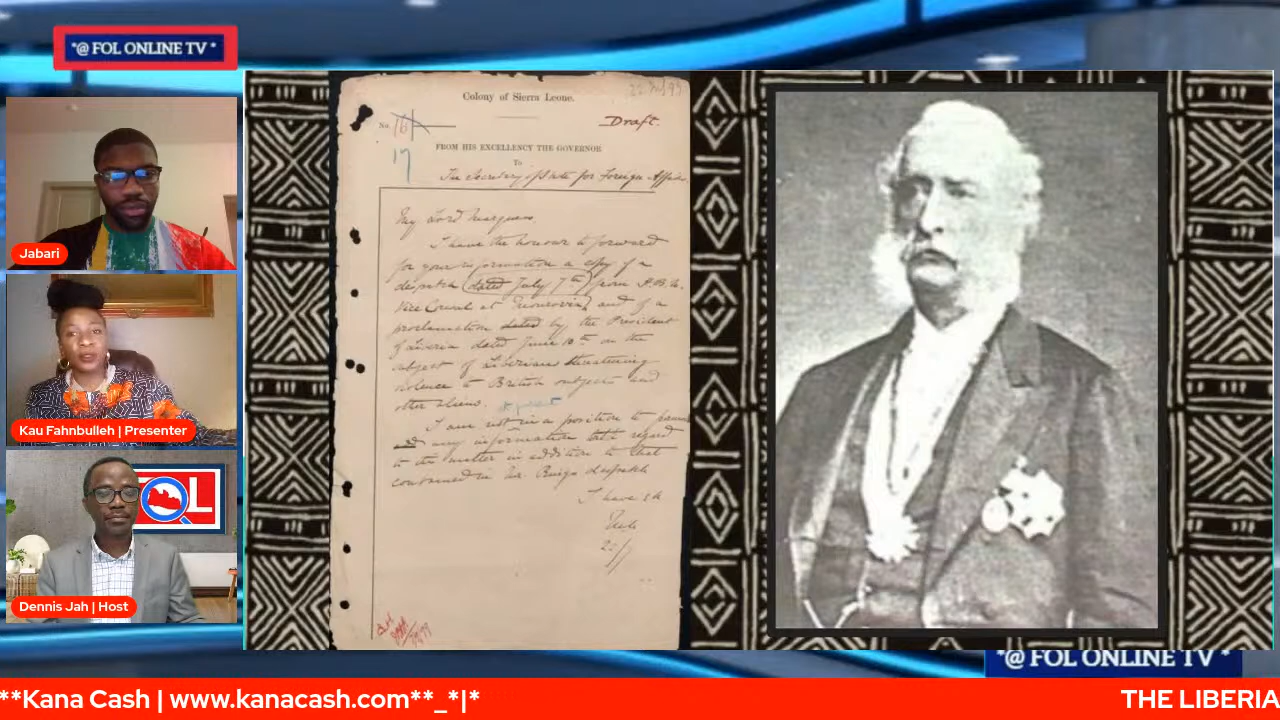 *@ FOL ONLINE TV *
Jabari
Kau Fahnbulleh | Presenter
OL
Dennis Jah | Host
Colony of Sierra Leone.
No.
17
Draft.
FROM HIS EXCELLENCY THE GOVERNOR
To
The Secretary of State for Foreign Affairs.
My Lord Marquess,
I have the honour to forward
for your information a copy of a
despatch (dated July 7th) from H.B.M.
Vice Consul at Monrovia, and of a
proclamation dated by the President
of Liberia dated June 10th on the
subject of Liberians threatening
violence to British subjects and
other aliens.
at present
I am not in a position to
any information with regard
to the matter in addition to that
contained in Mr. despatch
I have &c
*@ FOL ONLINE TV *
**Kana Cash | www.kanacash.com**_*|*
THE LIBERIA